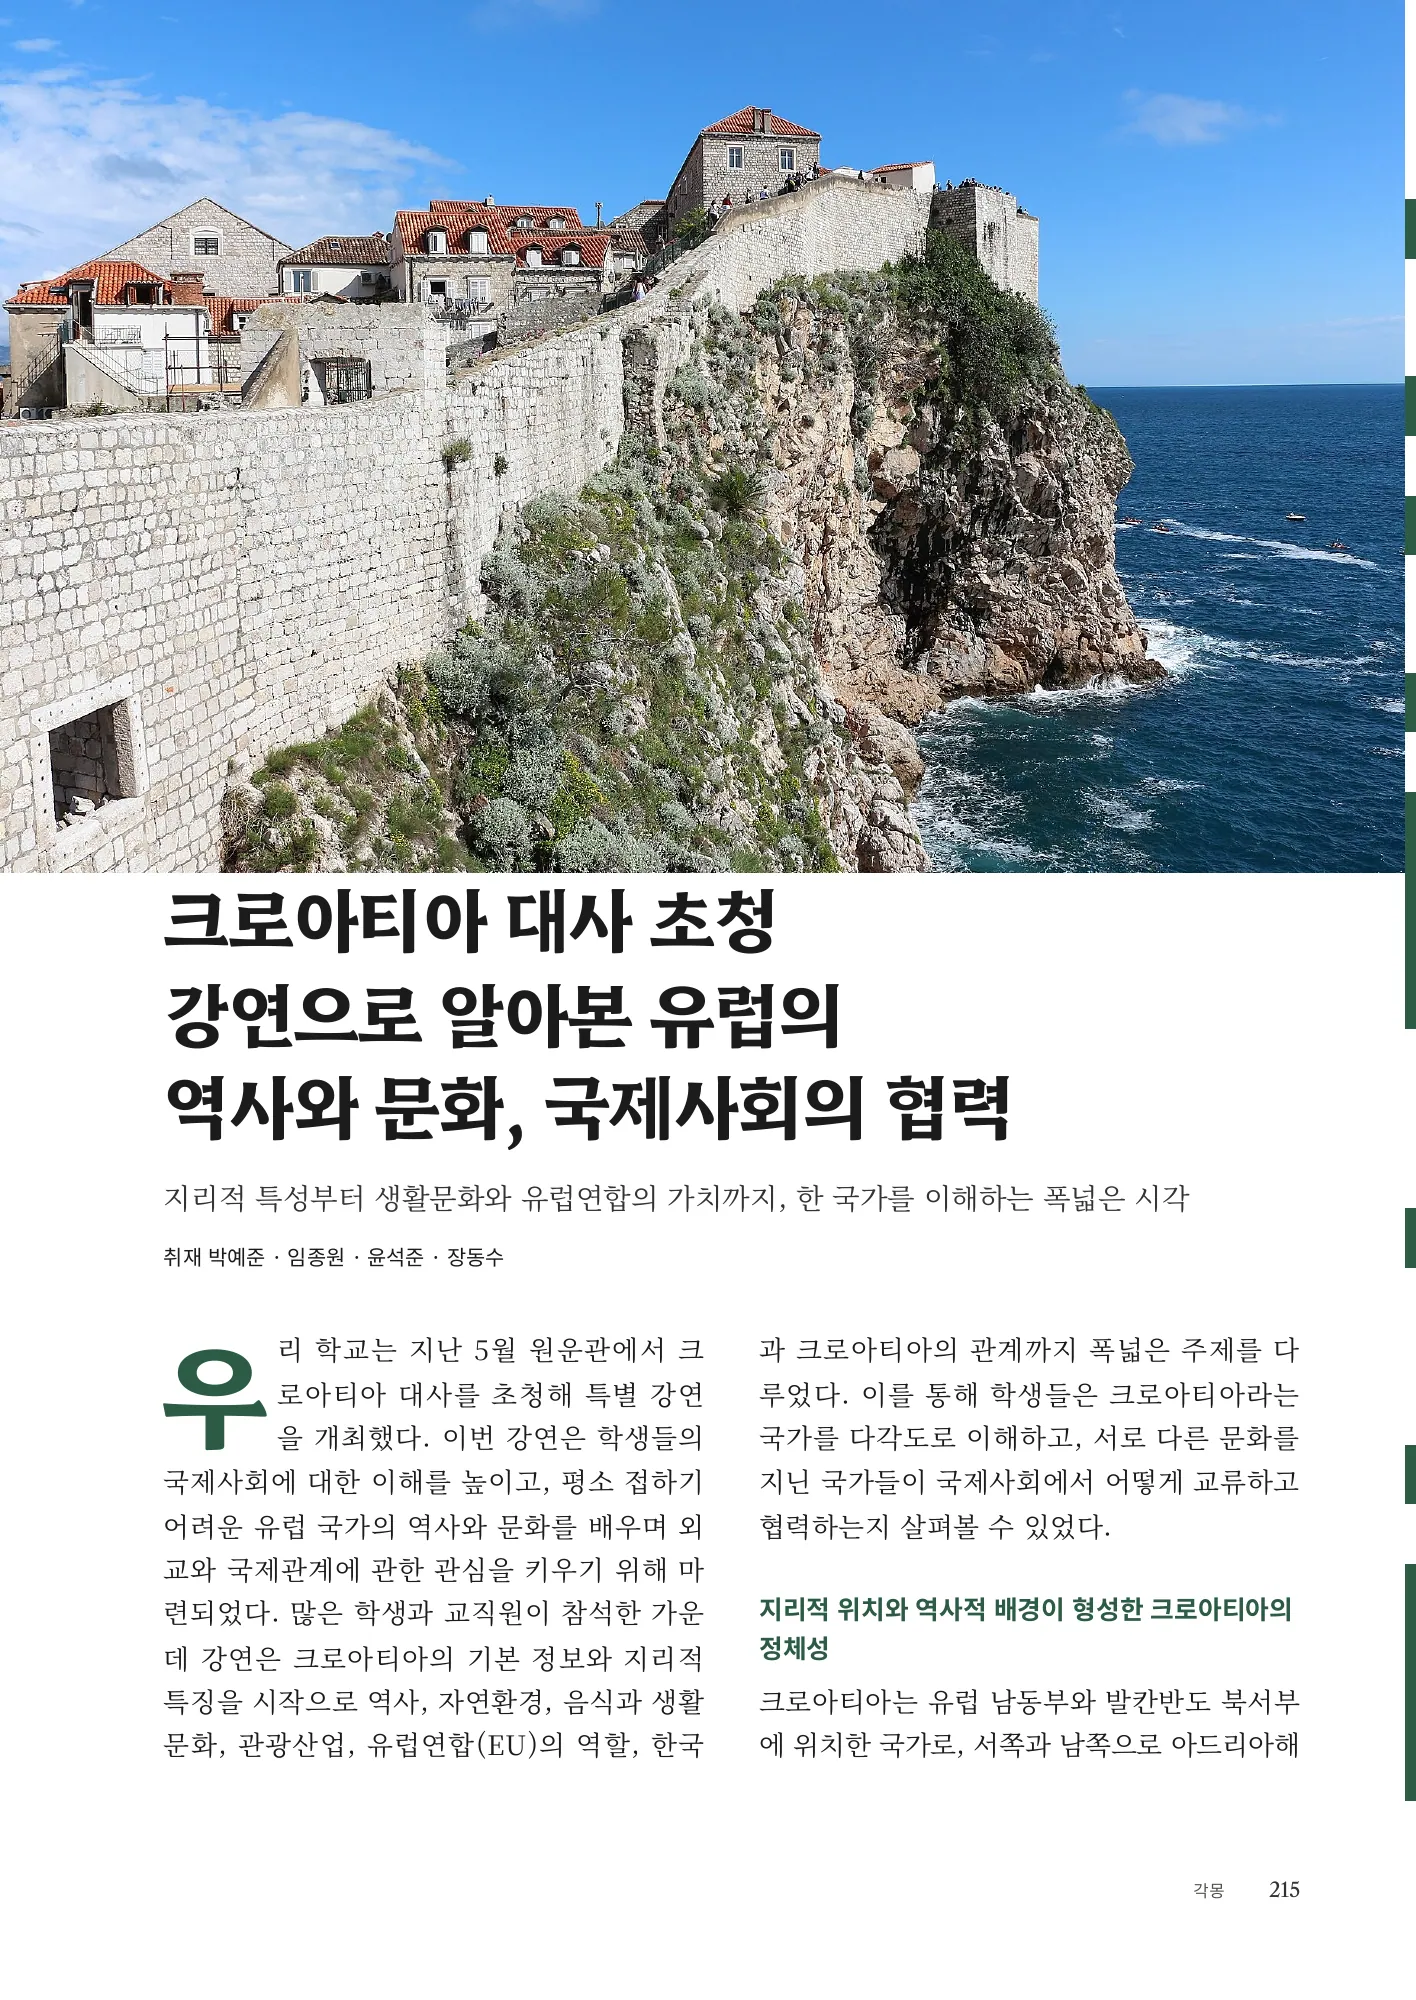 크로아티아 대사 초청
강연으로 알아본 유럽의
역사와 문화, 국제사회의 협력
지리적 특성부터 생활문화와 유럽연합의 가치까지, 한 국가를 이해하는 폭넓은 시각
취재 박예준 · 임종원 · 윤석준 · 장동수
우리 학교는 지난 5월 원운관에서 크
로아티아 대사를 초청해 특별 강연
을 개최했다. 이번 강연은 학생들의
국제사회에 대한 이해를 높이고, 평소 접하기
어려운 유럽 국가의 역사와 문화를 배우며 외
교와 국제관계에 관한 관심을 키우기 위해 마
련되었다. 많은 학생과 교직원이 참석한 가운
데 강연은 크로아티아의 기본 정보와 지리적
특징을 시작으로 역사, 자연환경, 음식과 생활
문화, 관광산업, 유럽연합(EU)의 역할, 한국
과 크로아티아의 관계까지 폭넓은 주제를 다
루었다. 이를 통해 학생들은 크로아티아라는
국가를 다각도로 이해하고, 서로 다른 문화를
지닌 국가들이 국제사회에서 어떻게 교류하고
협력하는지 살펴볼 수 있었다.
지리적 위치와 역사적 배경이 형성한 크로아티아의
정체성
크로아티아는 유럽 남동부와 발칸반도 북서부
에 위치한 국가로, 서쪽과 남쪽으로 아드리아해
각몽 215